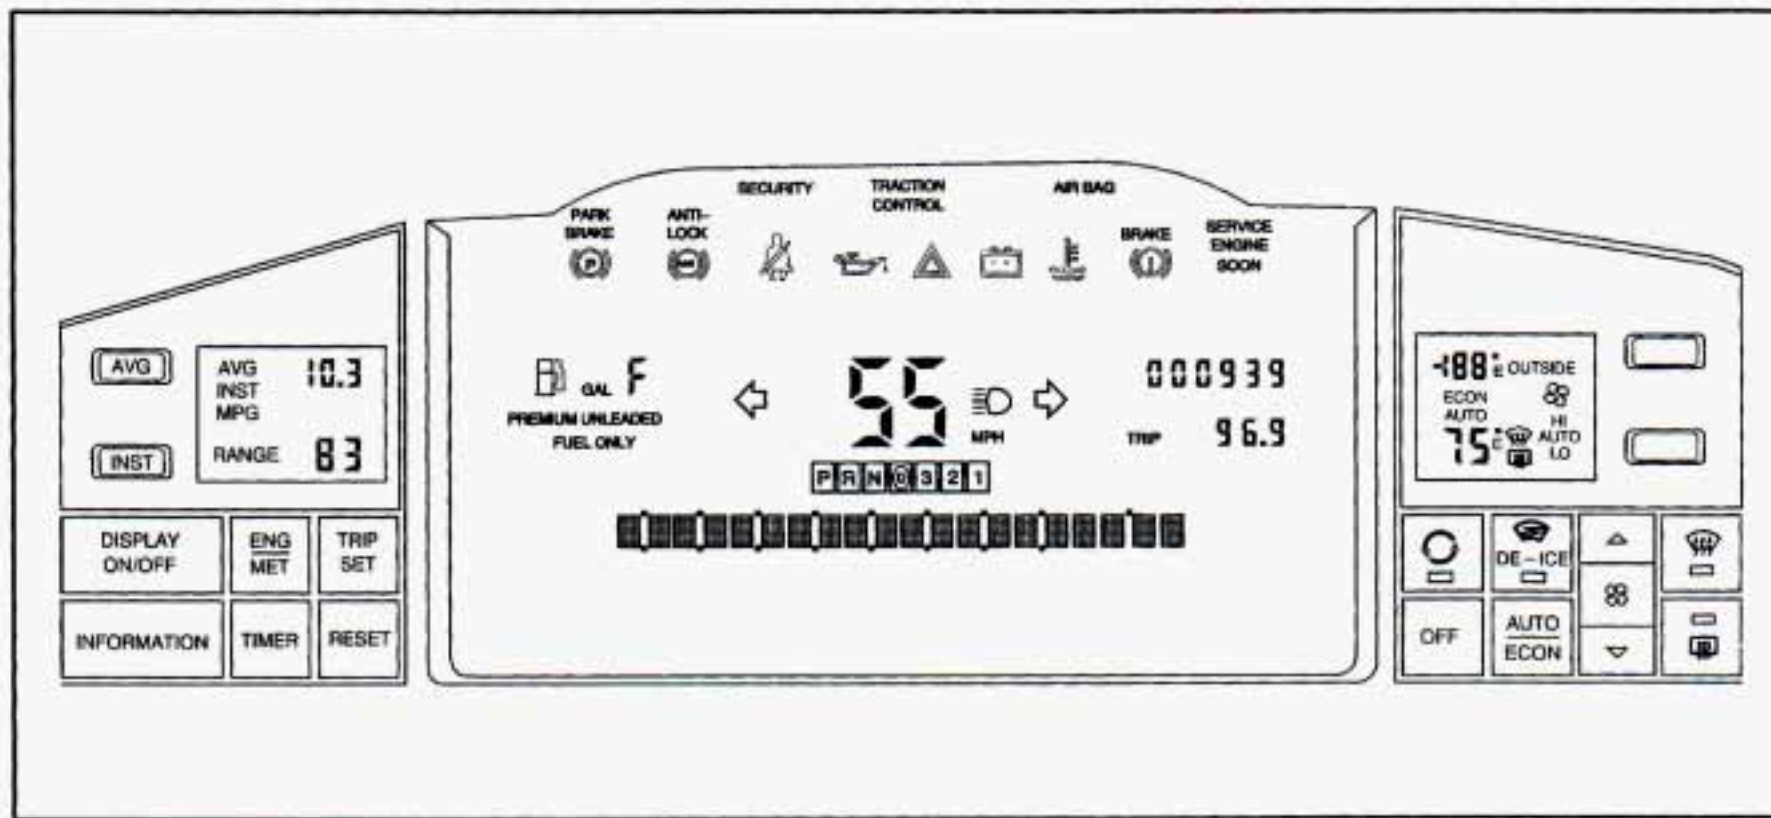 SECURITY
TRACTION
CONTROL
AIR BAG
PARK
BRAKE
P
ANTI-
LOCK
BRAKE
SERVICE
ENGINE
SOON
AVG
AVG 10.3
INST
MPG
INST
RANGE 83
DISPLAY
ON/OFF
ENG
MET
TRIP
SET
INFORMATION
TIMER
RESET
GAL F
PREMIUM UNLEADED
FUEL ONLY
55
MPH
000939
TRIP 96.9
P R N D 3 2 1
-188° OUTSIDE
ECON
AUTO
HI
75° AUTO
LO
DE-ICE
OFF
AUTO
ECON